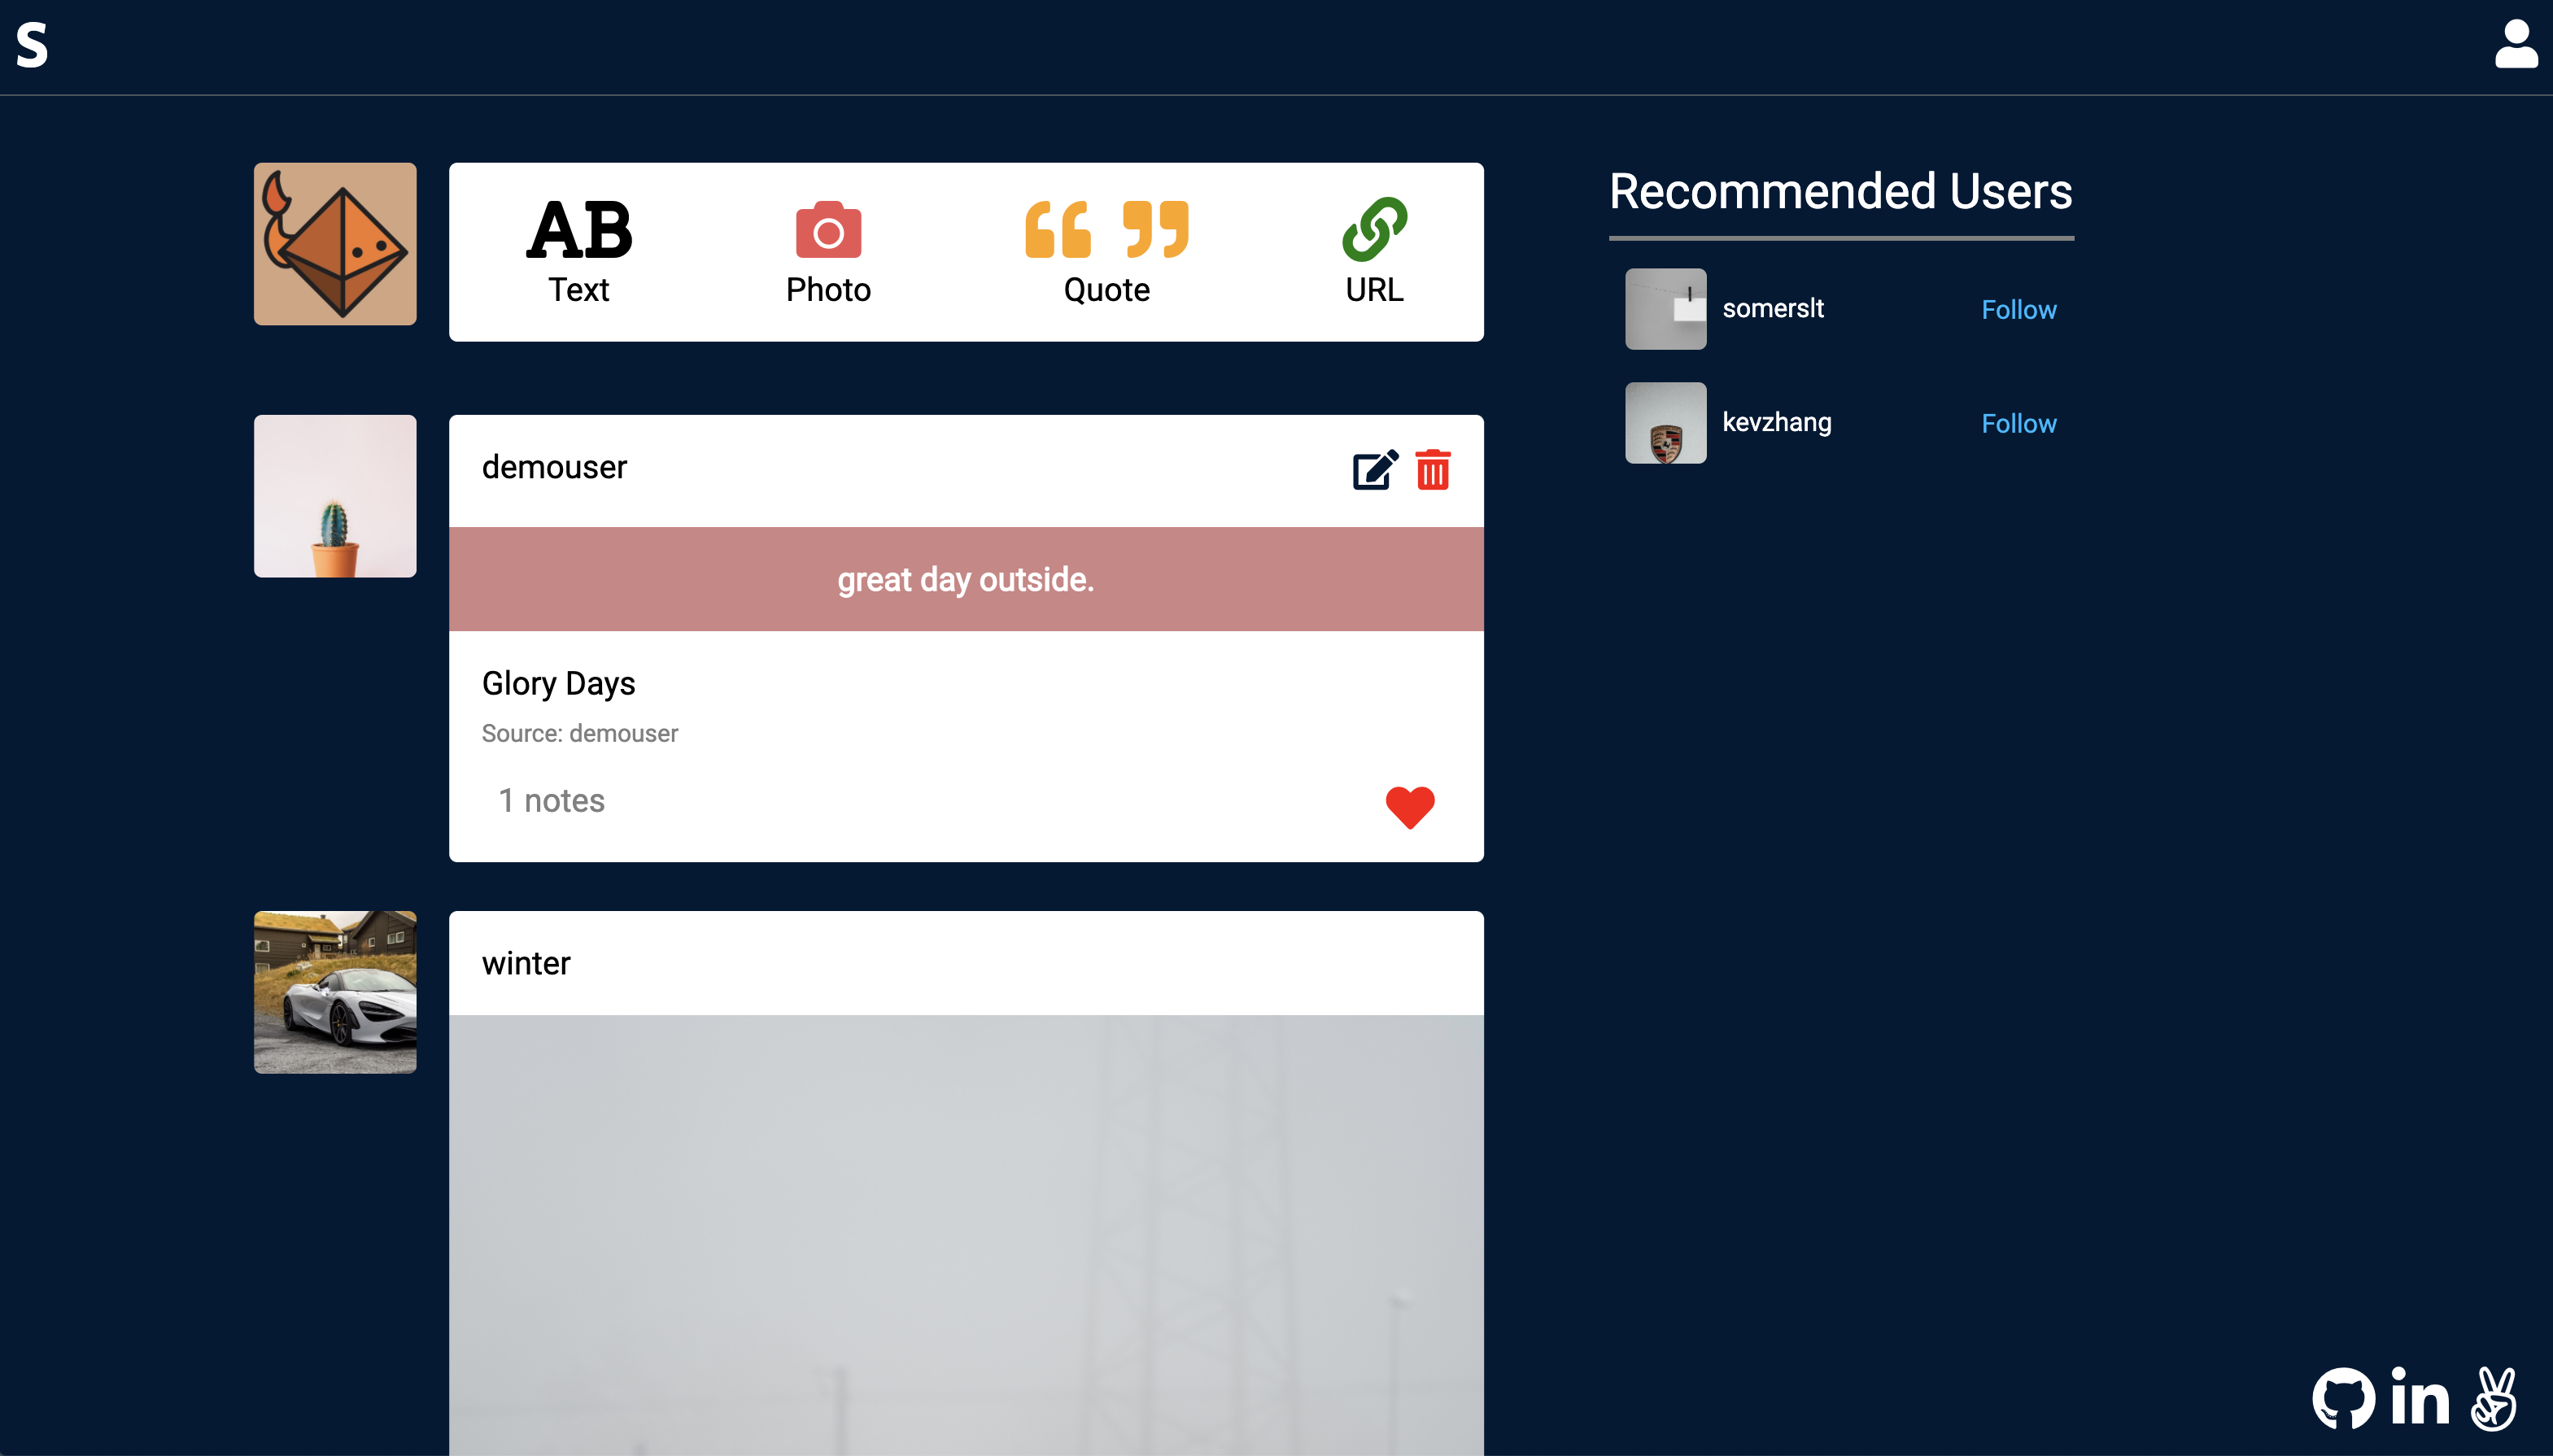 S
AB
Text
Photo
Quote
URL
Recommended Users
somerslt
Follow
kevzhang
Follow
demouser
great day outside.
Glory Days
Source: demouser
1 notes
winter
in